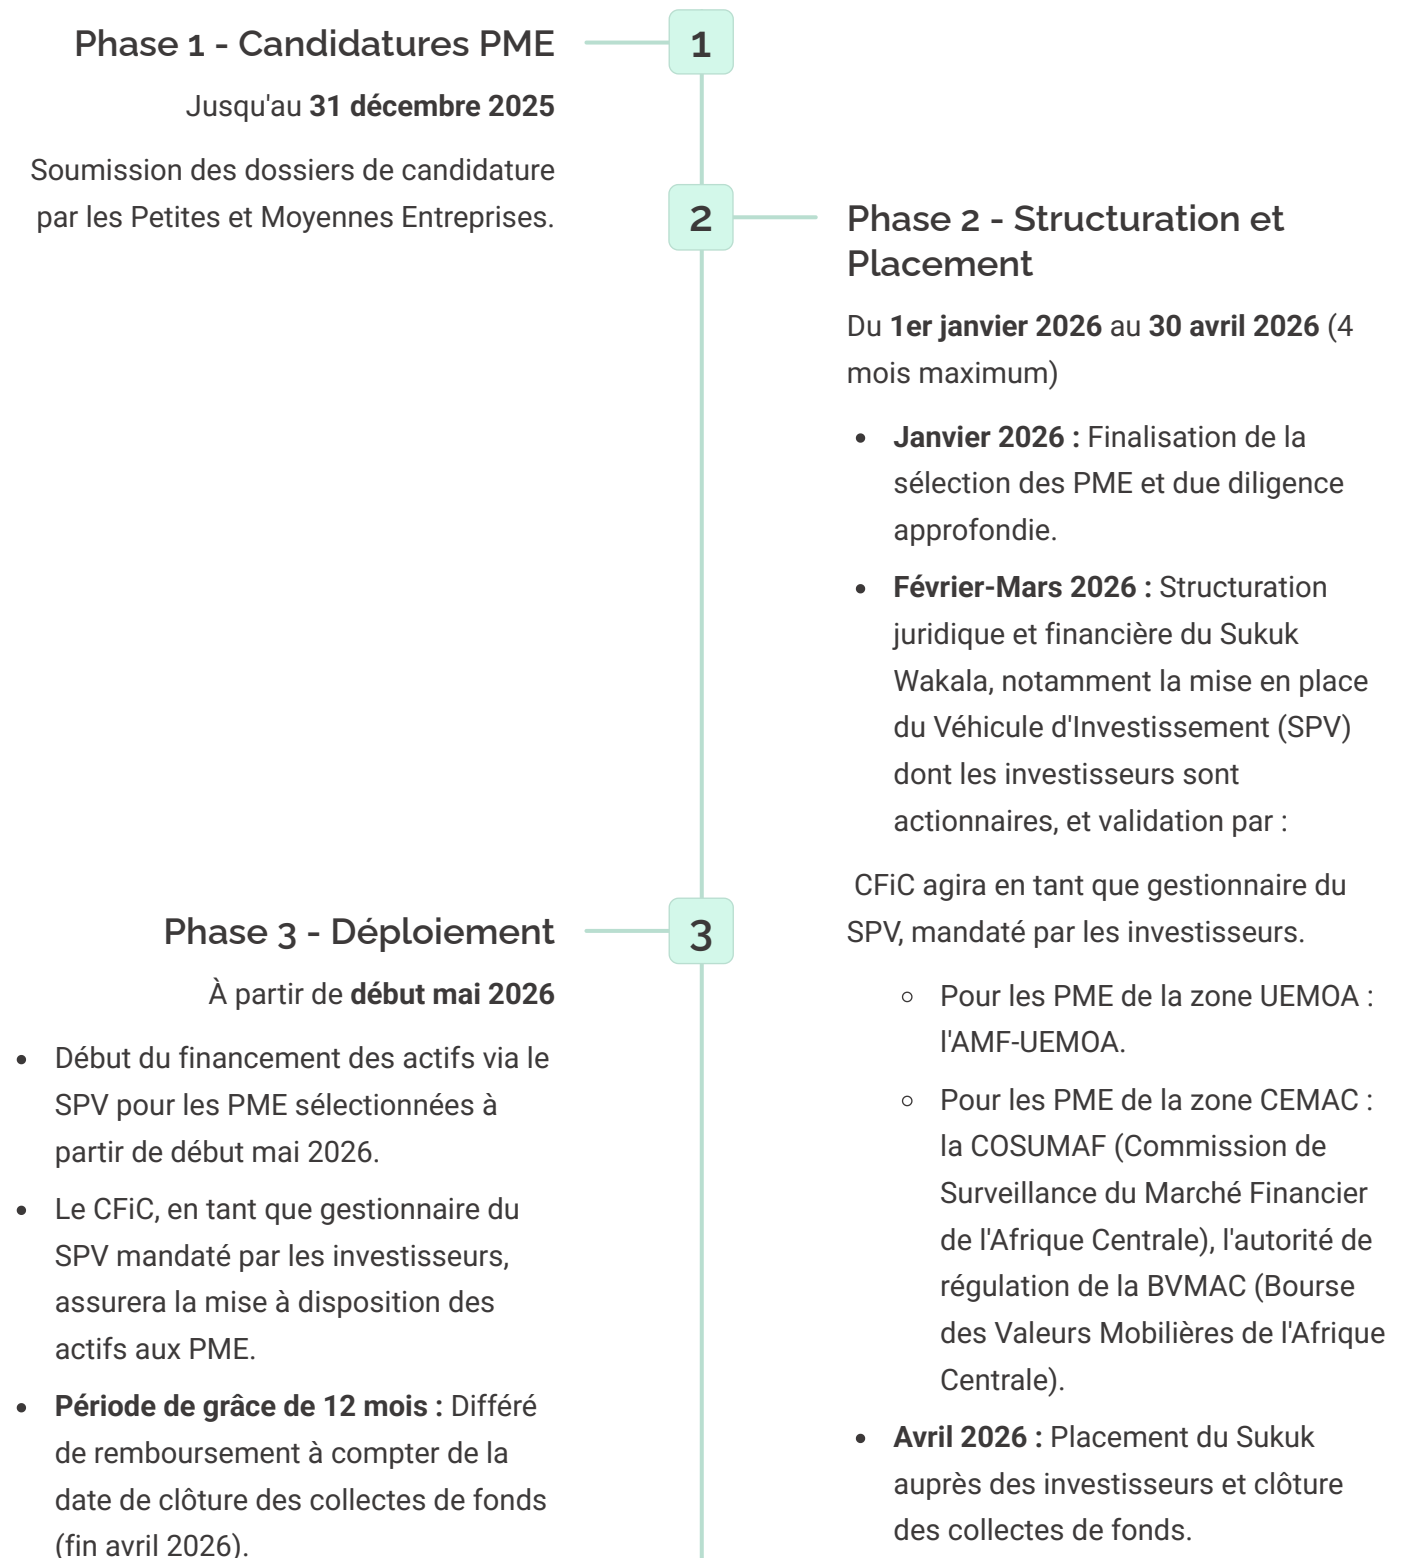 Phase 1 - Candidatures PME
1
Jusqu'au 31 décembre 2025
Soumission des dossiers de candidature
par les Petites et Moyennes Entreprises.
2
Phase 2 - Structuration et
Placement
Du 1er janvier 2026 au 30 avril 2026 (4
mois maximum)
• Janvier 2026 : Finalisation de la
sélection des PME et due diligence
approfondie.
• Février-Mars 2026 : Structuration
juridique et financière du Sukuk
Wakala, notamment la mise en place
du Véhicule d'Investissement (SPV)
dont les investisseurs sont
actionnaires, et validation par :
CFiC agira en tant que gestionnaire du
SPV, mandaté par les investisseurs.
○ Pour les PME de la zone UEMOA :
l'AMF-UEMOA.
○ Pour les PME de la zone CEMAC :
la COSUMAF (Commission de
Surveillance du Marché Financier
de l'Afrique Centrale), l'autorité de
régulation de la BVMAC (Bourse
des Valeurs Mobilières de l'Afrique
Centrale).
• Avril 2026 : Placement du Sukuk
auprès des investisseurs et clôture
des collectes de fonds.
Phase 3 - Déploiement
3
À partir de début mai 2026
• Début du financement des actifs via le
SPV pour les PME sélectionnées à
partir de début mai 2026.
• Le CFiC, en tant que gestionnaire du
SPV mandaté par les investisseurs,
assurera la mise à disposition des
actifs aux PME.
• Période de grâce de 12 mois : Différé
de remboursement à compter de la
date de clôture des collectes de fonds
(fin avril 2026).